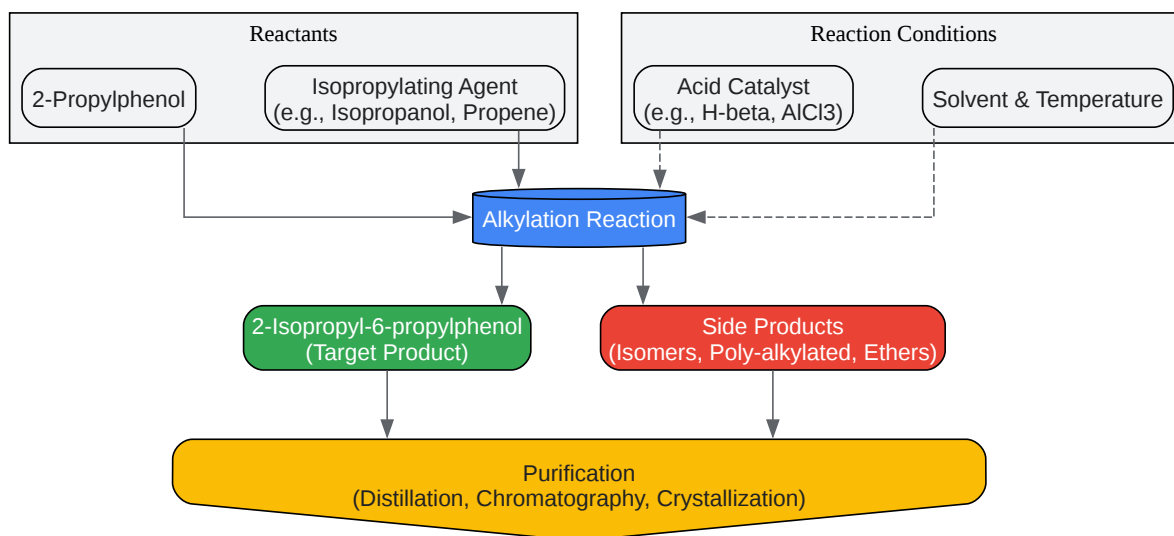 Reactants
Reaction Conditions
2-Propylphenol
Isopropylating Agent
(e.g., Isopropanol, Propene)
Acid Catalyst
(e.g., H-beta, AlCl3)
Solvent & Temperature
Alkylation Reaction
2-Isopropyl-6-propylphenol
(Target Product)
Side Products
(Isomers, Poly-alkylated, Ethers)
Purification
(Distillation, Chromatography, Crystallization)